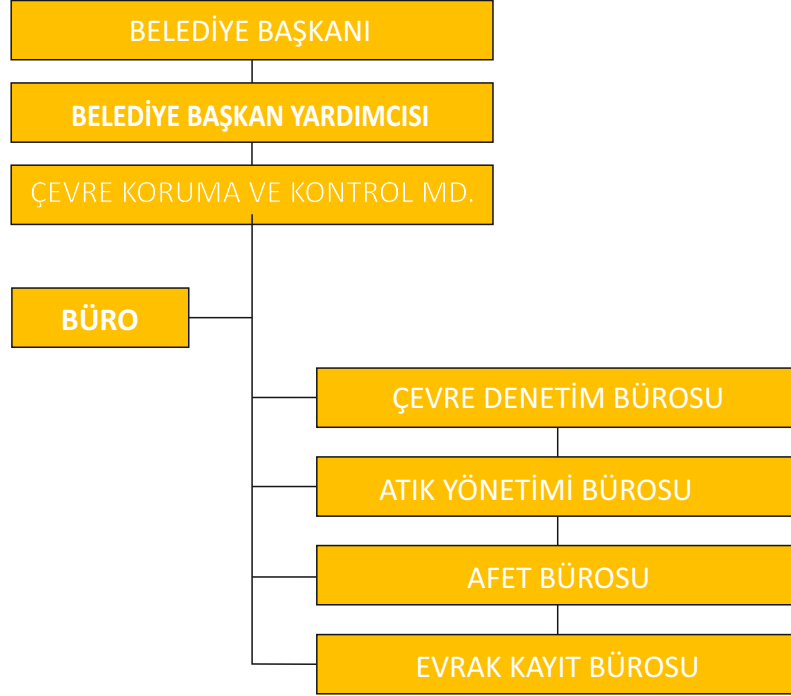 BELEDİYE BAŞKANI
BELEDİYE BAŞKAN YARDIMCISI
ÇEVRE KORUMA VE KONTROL MD.
BÜRO
ÇEVRE DENETİM BÜROSU
ATIK YÖNETİMİ BÜROSU
AFET BÜROSU
EVRAK KAYIT BÜROSU